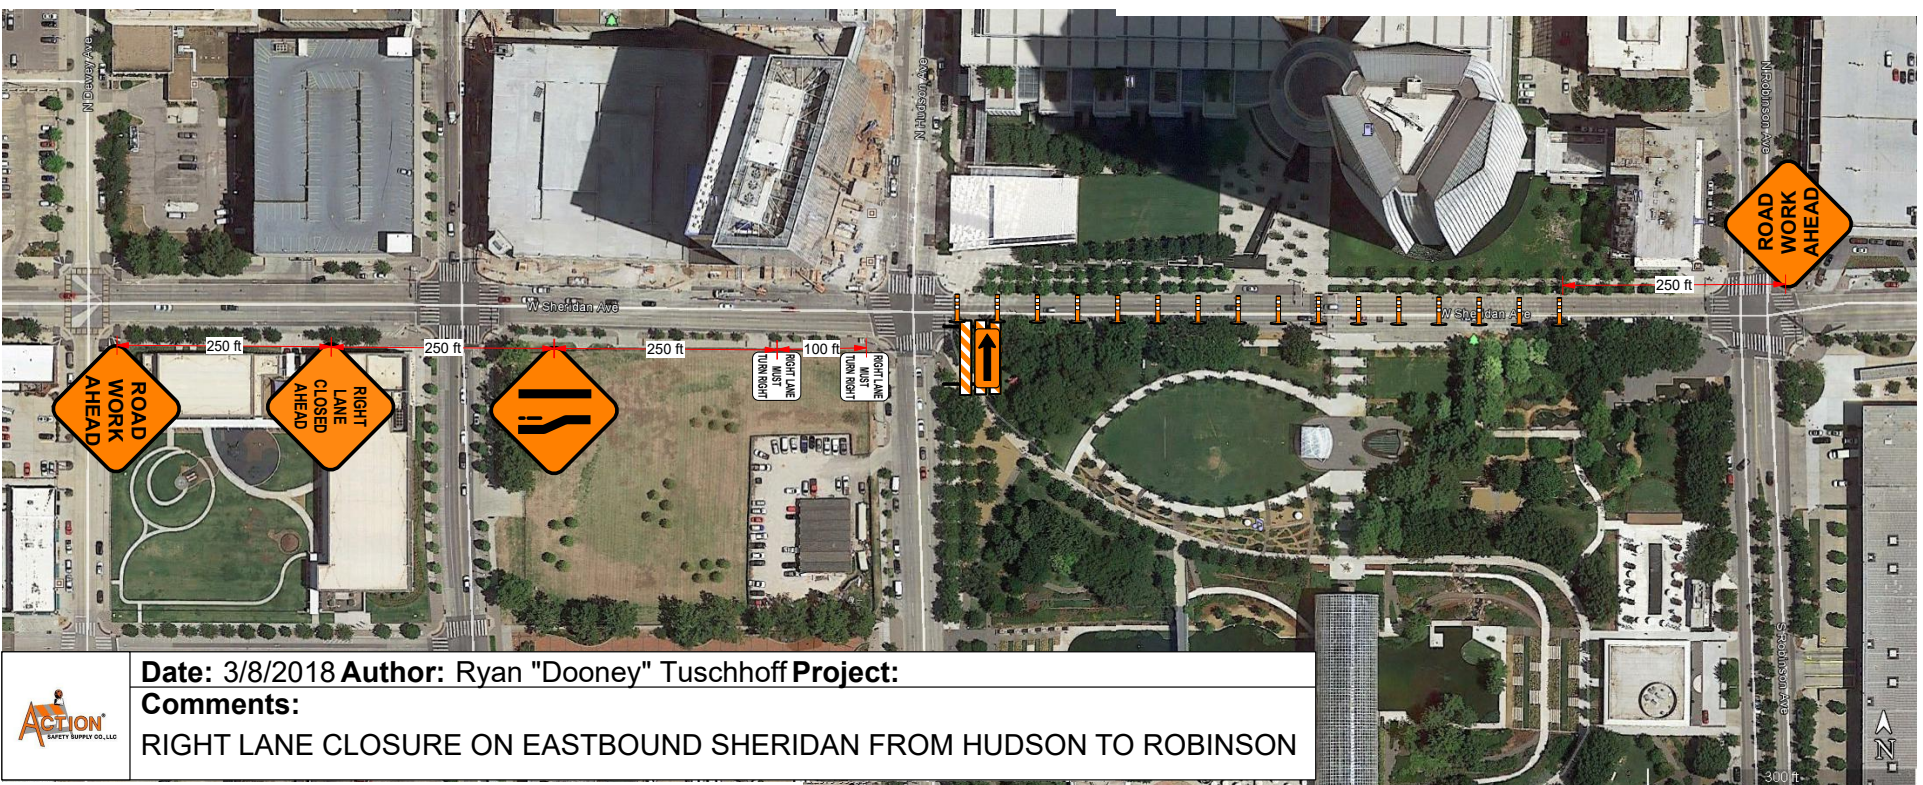 N Dewey Ave
N Hudson Ave
N Robinson Ave
ROAD
WORK
AHEAD
250 ft
W Sheridan Ave
W Sheridan Ave
250 ft
250 ft
250 ft
100 ft
ROAD
WORK
AHEAD
RIGHT
LANE
CLOSED
AHEAD
RIGHT LANE
MUST
TURN RIGHT
RIGHT LANE
MUST
TURN RIGHT
S Robinson Ave
Date: 3/8/2018 Author: Ryan "Dooney" Tuschhoff Project:
Comments:
RIGHT LANE CLOSURE ON EASTBOUND SHERIDAN FROM HUDSON TO ROBINSON
ACTION
SAFETY SUPPLY CO., LLC
N
300 ft